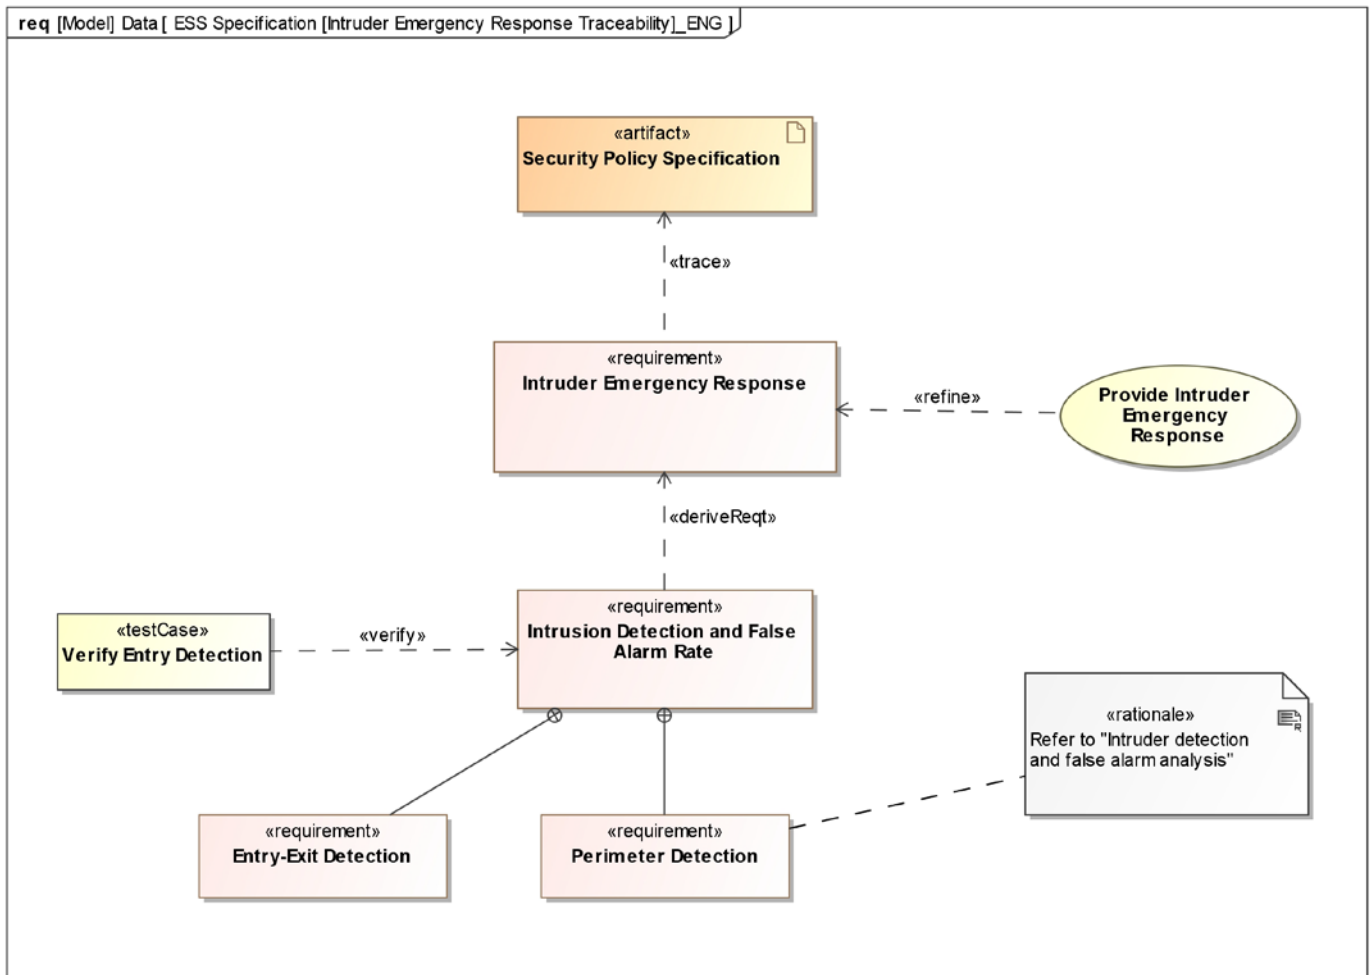 req [Model] Data [ ESS Specification [Intruder Emergency Response Traceability]_ENG ]
«artifact»
Security Policy Specification
«trace»
«requirement»
Intruder Emergency Response
«refine»
Provide Intruder
Emergency
Response
«deriveReqt»
«requirement»
Intrusion Detection and False
Alarm Rate
«testCase»
Verify Entry Detection
«verify»
«rationale»
Refer to "Intruder detection
and false alarm analysis"
«requirement»
Entry-Exit Detection
«requirement»
Perimeter Detection